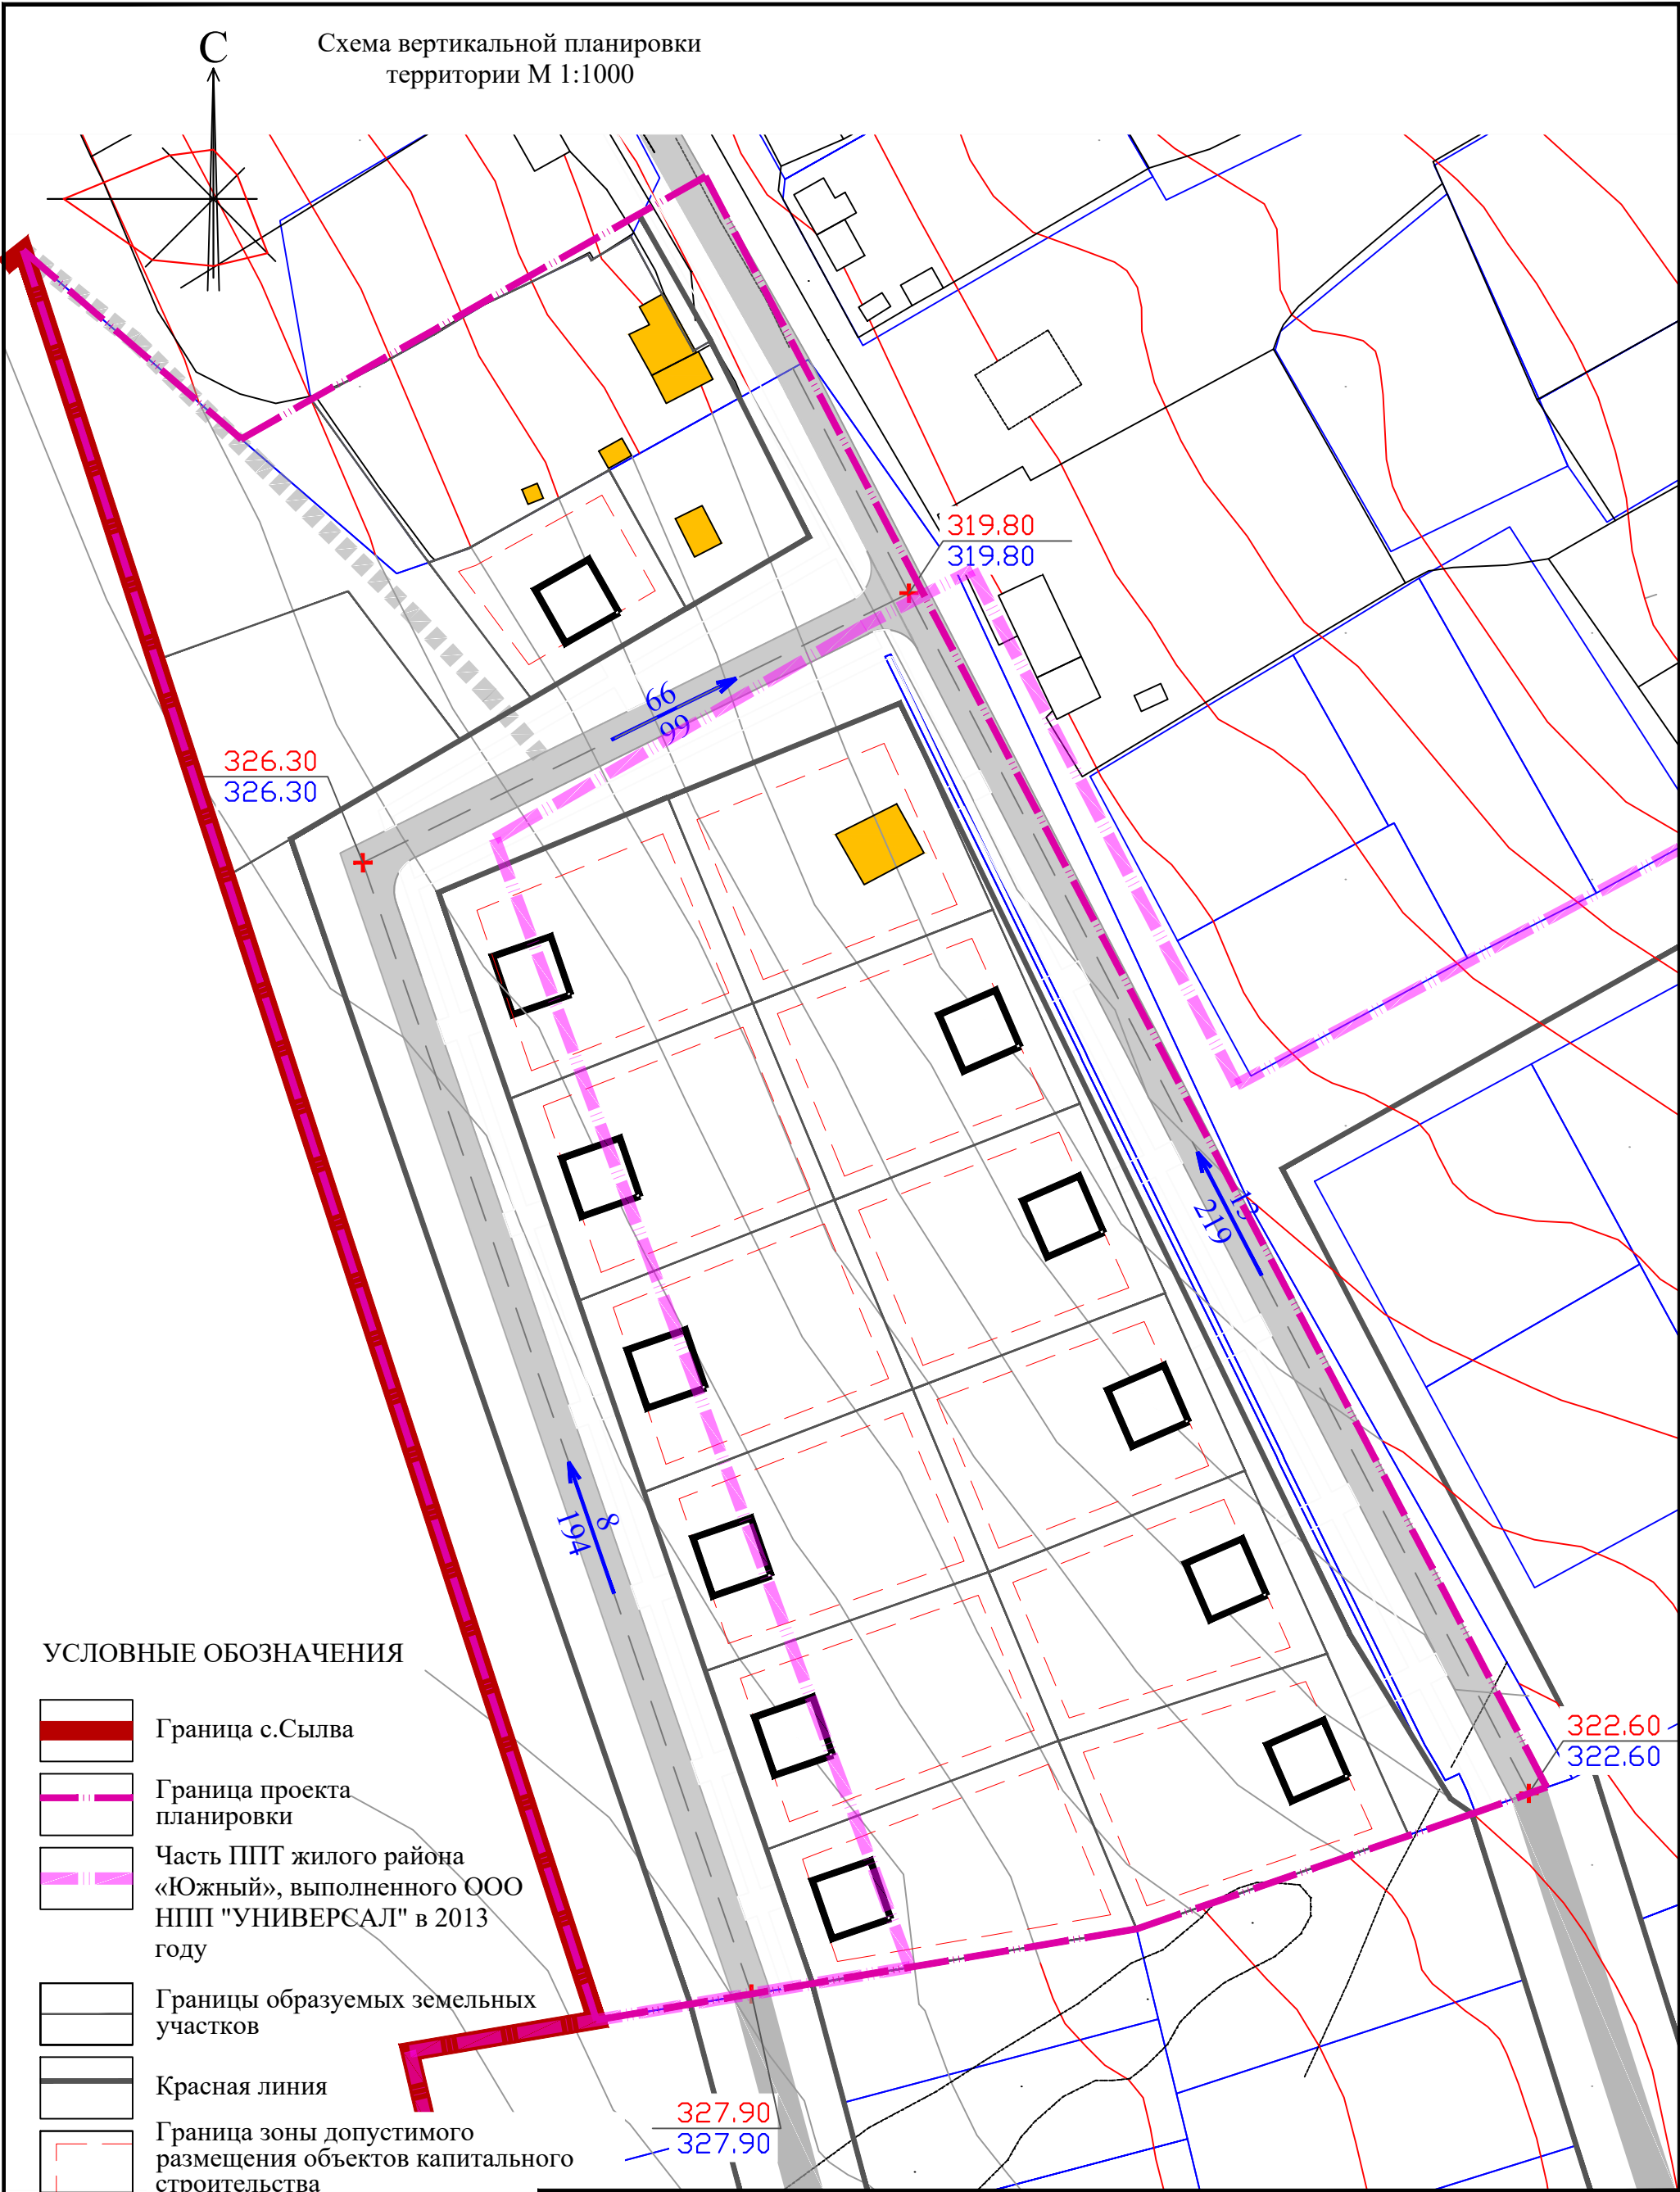 С
Схема вертикальной планировки
территории М 1:1000
319.80
319.80
66
99
326.30
326.30
13
219
8
194
УСЛОВНЫЕ ОБОЗНАЧЕНИЯ
Граница с.Сылва
Граница проекта
планировки
Часть ППТ жилого района
«Южный», выполненного ООО
НПП "УНИВЕРСАЛ" в 2013
году
Границы образуемых земельных
участков
Красная линия
Граница зоны допустимого
размещения объектов капитального
строительства
322.60
322.60
327.90
327.90